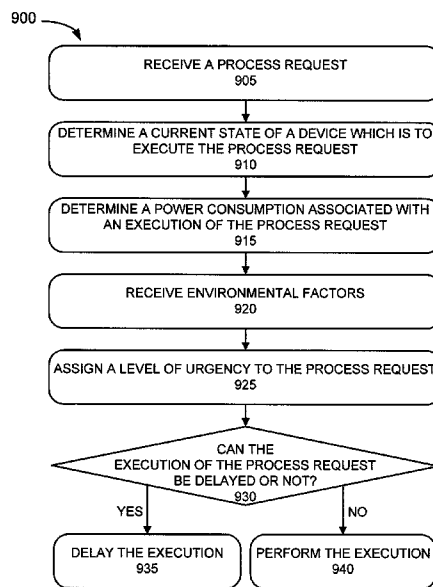 900
RECEIVE A PROCESS REQUEST
905
DETERMINE A CURRENT STATE OF A DEVICE WHICH IS TO
EXECUTE THE PROCESS REQUEST
910
DETERMINE A POWER CONSUMPTION ASSOCIATED WITH
AN EXECUTION OF THE PROCESS REQUEST
915
RECEIVE ENVIRONMENTAL FACTORS
920
ASSIGN A LEVEL OF URGENCY TO THE PROCESS REQUEST
925
CAN THE
EXECUTION OF THE PROCESS REQUEST
BE DELAYED OR NOT?
930
YES
NO
DELAY THE EXECUTION
935
PERFORM THE EXECUTION
940